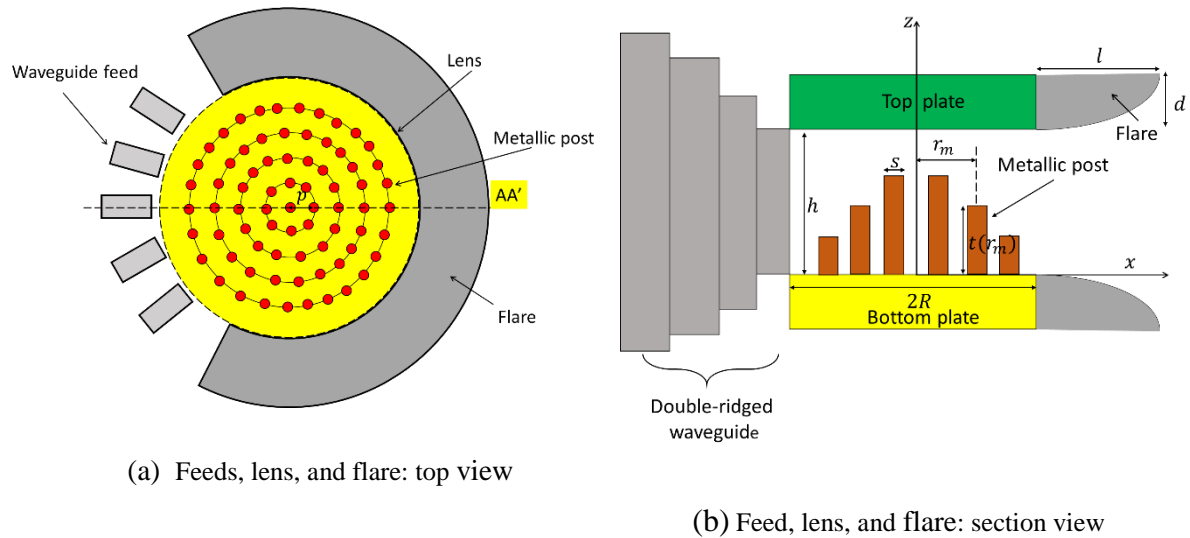 Waveguide feed
Lens
Metallic post
p
AA’
Flare
(a) Feeds, lens, and flare: top view
z
l
Top plate
d
Flare
r_m
s
Metallic post
h
t(r_m)
x
2R
Bottom plate
Double-ridged
waveguide
(b) Feed, lens, and flare: section view